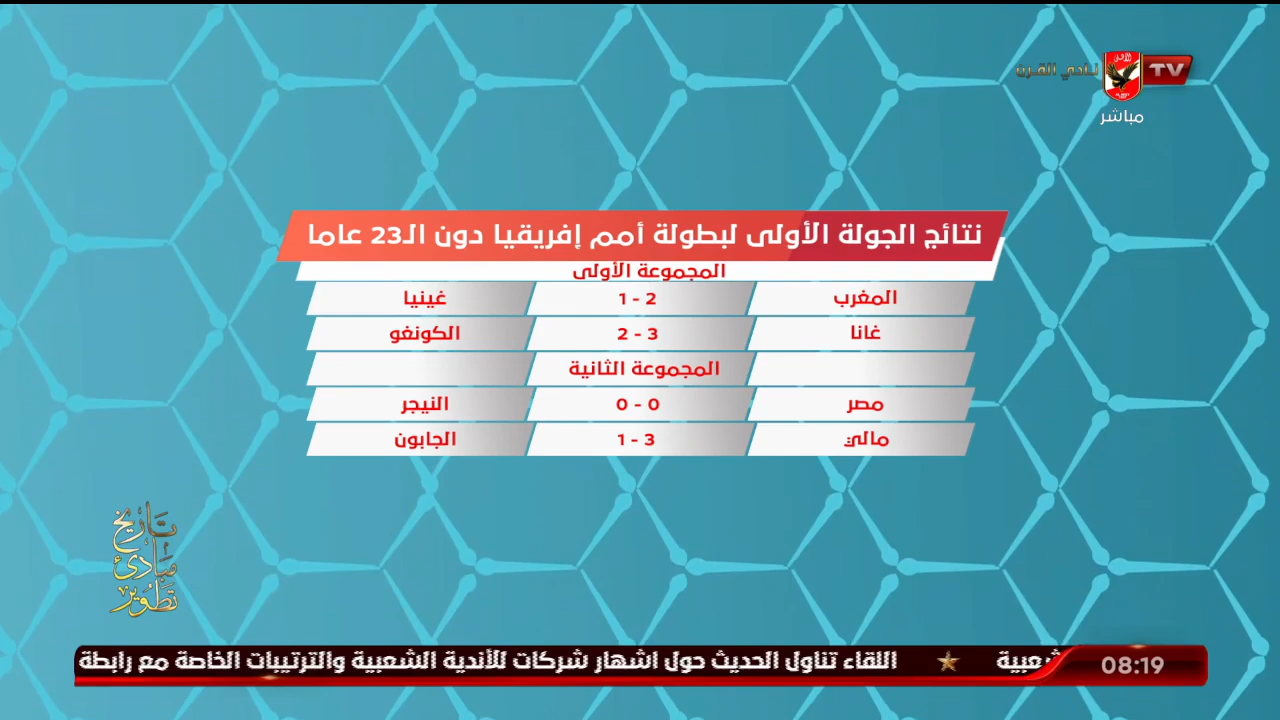 نادي القرن
TV
مباشر
نتائج الجولة الأولى لبطولة أمم إفريقيا دون الـ23 عاما
المجموعة الأولى
المغرب 2 - 1 غينيا
غانا 3 - 2 الكونغو
المجموعة الثانية
مصر 0 - 0 النيجر
مالي 3 - 1 الجابون
تاريخ
مبادئ
تطوير
08:19 شعبية ★ اللقاء تناول الحديث حول اشهار شركات للأندية الشعبية والترتيبات الخاصة مع رابطة